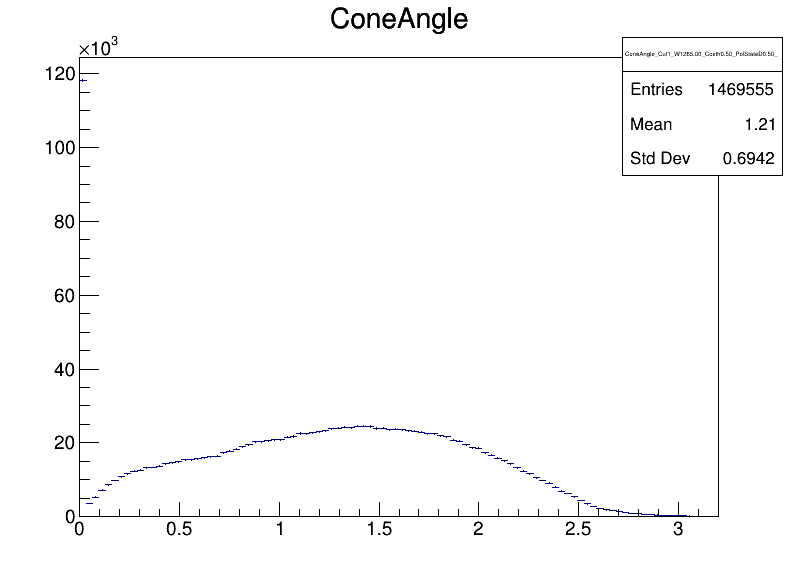 ConeAngle
×10³
ConeAngle_Cut1_W1265.00_Costh0.50_PolStateD0.50_
Entries 1469555
Mean 1.21
Std Dev 0.6942
120
100
80
60
40
20
0
0 0.5 1 1.5 2 2.5 3